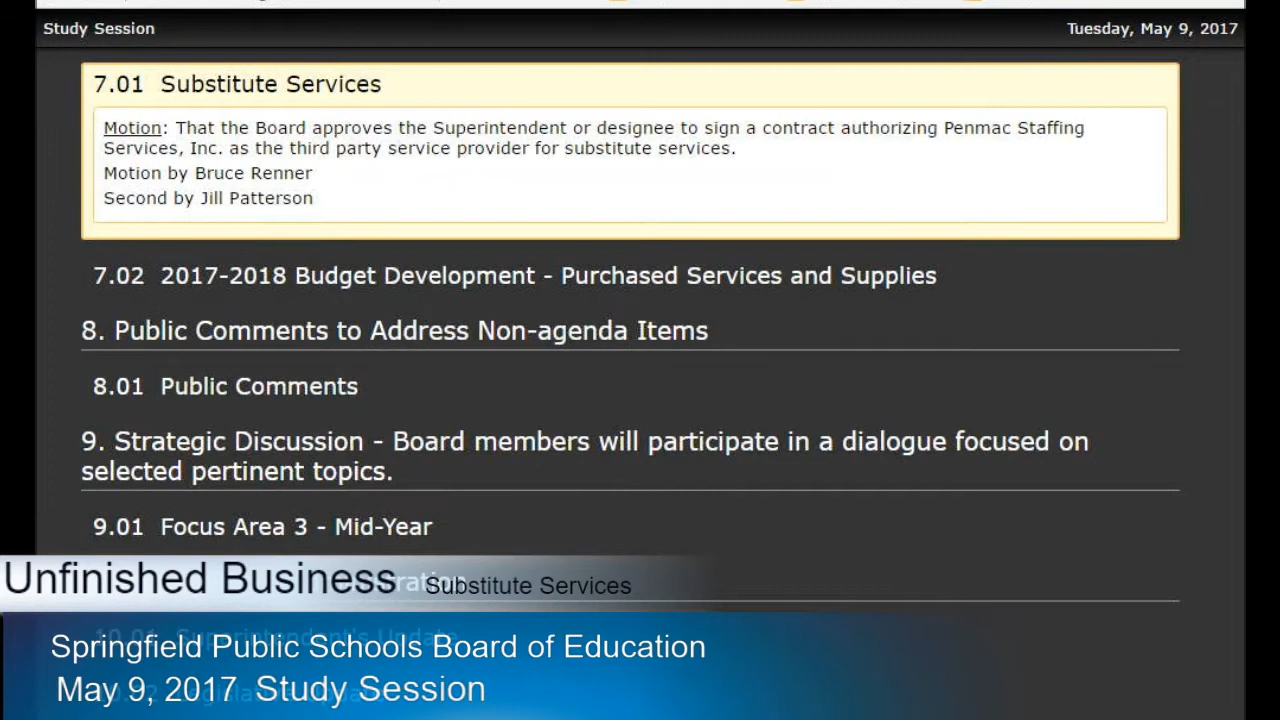 Study Session
Tuesday, May 9, 2017
7.01 Substitute Services
Motion: That the Board approves the Superintendent or designee to sign a contract authorizing Penmac Staffing
Services, Inc. as the third party service provider for substitute services.
Motion by Bruce Renner
Second by Jill Patterson
7.02 2017-2018 Budget Development - Purchased Services and Supplies
8. Public Comments to Address Non-agenda Items
8.01 Public Comments
9. Strategic Discussion - Board members will participate in a dialogue focused on
selected pertinent topics.
9.01 Focus Area 3 - Mid-Year
Unfinished Business Substitute Services
10.01 Superintendent's Update
Springfield Public Schools Board of Education
May 9, 2017 Study Session